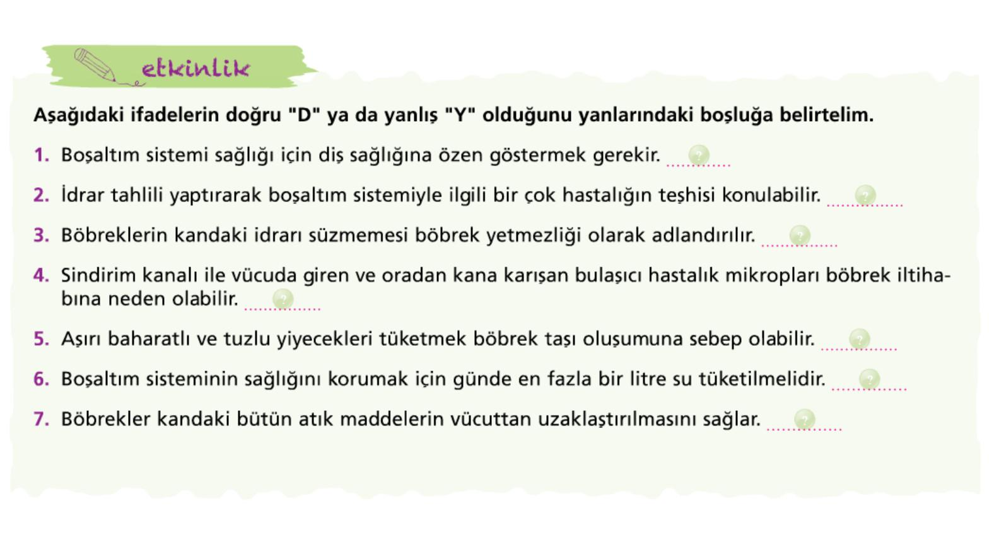 etkinlik
Aşağıdaki ifadelerin doğru "D" ya da yanlış "Y" olduğunu yanlarındaki boşluğa belirtelim.
1. Boşaltım sistemi sağlığı için diş sağlığına özen göstermek gerekir. ?
2. İdrar tahlili yaptırarak boşaltım sistemiyle ilgili bir çok hastalığın teşhisi konulabilir. ?
3. Böbreklerin kandaki idrarı süzmemesi böbrek yetmezliği olarak adlandırılır. ?
4. Sindirim kanalı ile vücuda giren ve oradan kana karışan bulaşıcı hastalık mikropları böbrek iltiha-
bına neden olabilir. ?
5. Aşırı baharatlı ve tuzlu yiyecekleri tüketmek böbrek taşı oluşumuna sebep olabilir. ?
6. Boşaltım sisteminin sağlığını korumak için günde en fazla bir litre su tüketilmelidir. ?
7. Böbrekler kandaki bütün atık maddelerin vücuttan uzaklaştırılmasını sağlar. ?